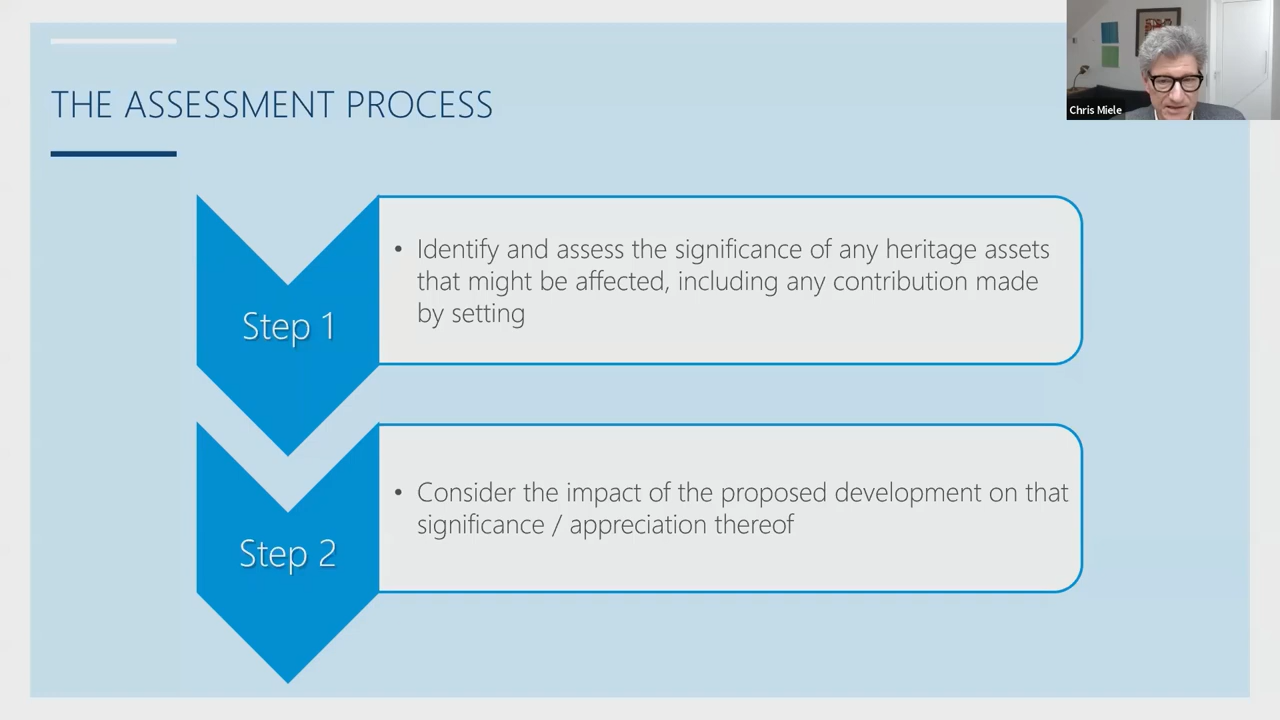 THE ASSESSMENT PROCESS
Chris Miele
Step 1
• Identify and assess the significance of any heritage assets
that might be affected, including any contribution made
by setting
Step 2
• Consider the impact of the proposed development on that
significance / appreciation thereof